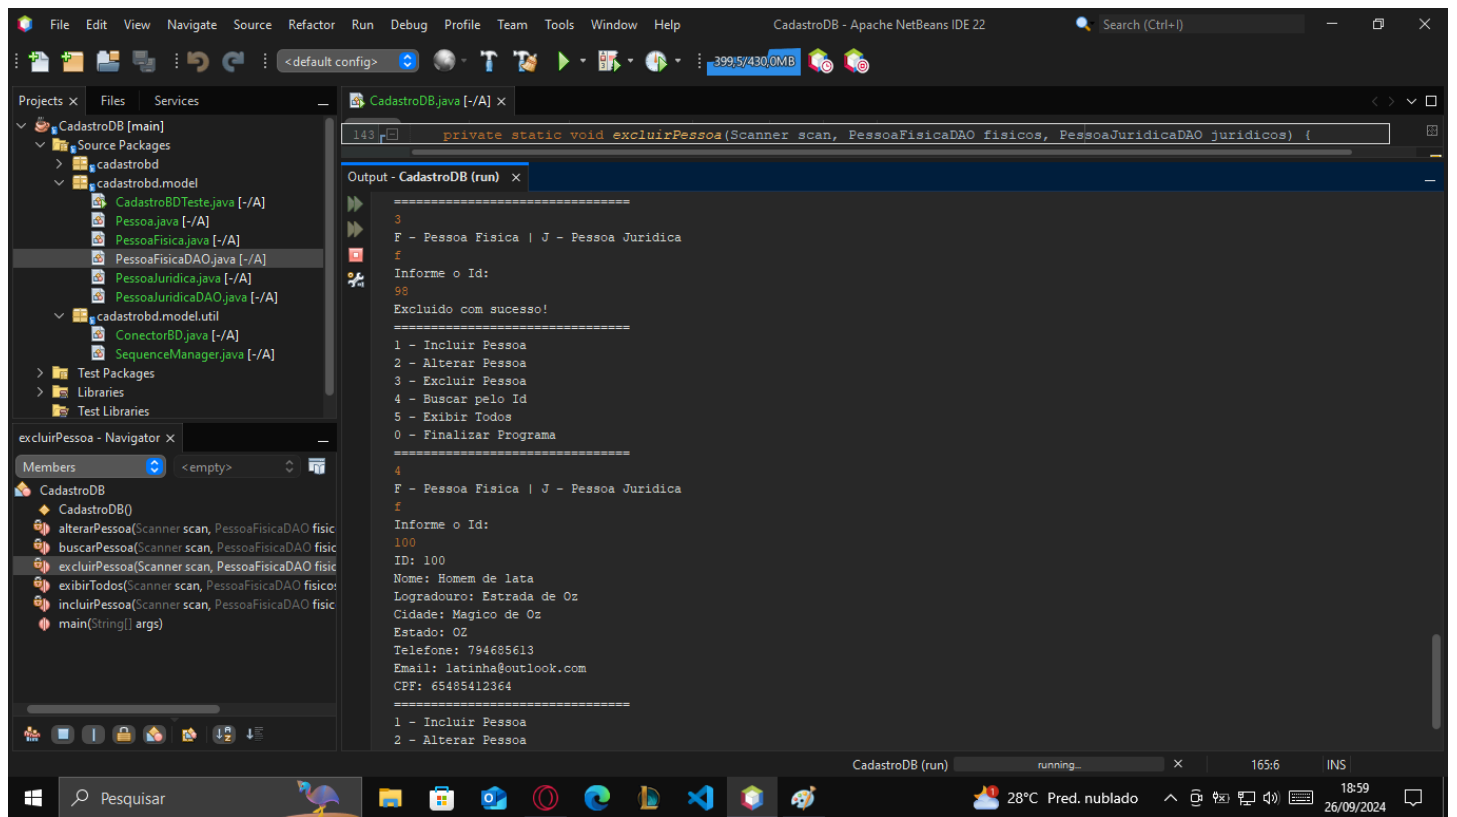 File Edit View Navigate Source Refactor Run Debug Profile Team Tools Window Help CadastroDB - Apache NetBeans IDE 22 Search (Ctrl+I)
<default config> 399,5/430,0MB
Projects Files Services
CadastroDB.java [-/A]
CadastroDB [main]
Source Packages
cadastrobd
cadastrobd.model
CadastroBDTeste.java [-/A]
Pessoa.java [-/A]
PessoaFisica.java [-/A]
PessoaFisicaDAO.java [-/A]
PessoaJuridica.java [-/A]
PessoaJuridicaDAO.java [-/A]
cadastrobd.model.util
ConectorBD.java [-/A]
SequenceManager.java [-/A]
Test Packages
Libraries
Test Libraries
excluirPessoa - Navigator
Members <empty>
CadastroDB
CadastroDB()
alterarPessoa(Scanner scan, PessoaFisicaDAO fisic
buscarPessoa(Scanner scan, PessoaFisicaDAO fisic
excluirPessoa(Scanner scan, PessoaFisicaDAO fisic
exibirTodos(Scanner scan, PessoaFisicaDAO fisicos
incluirPessoa(Scanner scan, PessoaFisicaDAO fisic
main(String[] args)
143 private static void excluirPessoa(Scanner scan, PessoaFisicaDAO fisicos, PessoaJuridicaDAO juridicos) {
Output - CadastroDB (run)
================================
3
F - Pessoa Fisica | J - Pessoa Juridica
f
Informe o Id:
98
Excluido com sucesso!
================================
1 - Incluir Pessoa
2 - Alterar Pessoa
3 - Excluir Pessoa
4 - Buscar pelo Id
5 - Exibir Todos
0 - Finalizar Programa
================================
4
F - Pessoa Fisica | J - Pessoa Juridica
f
Informe o Id:
100
ID: 100
Nome: Homem de lata
Logradouro: Estrada de Oz
Cidade: Magico de Oz
Estado: OZ
Telefone: 794685613
Email: latinha@outlook.com
CPF: 65485412364
================================
1 - Incluir Pessoa
2 - Alterar Pessoa
CadastroDB (run) running... 165:6 INS
Pesquisar
28°C Pred. nublado
18:59
26/09/2024